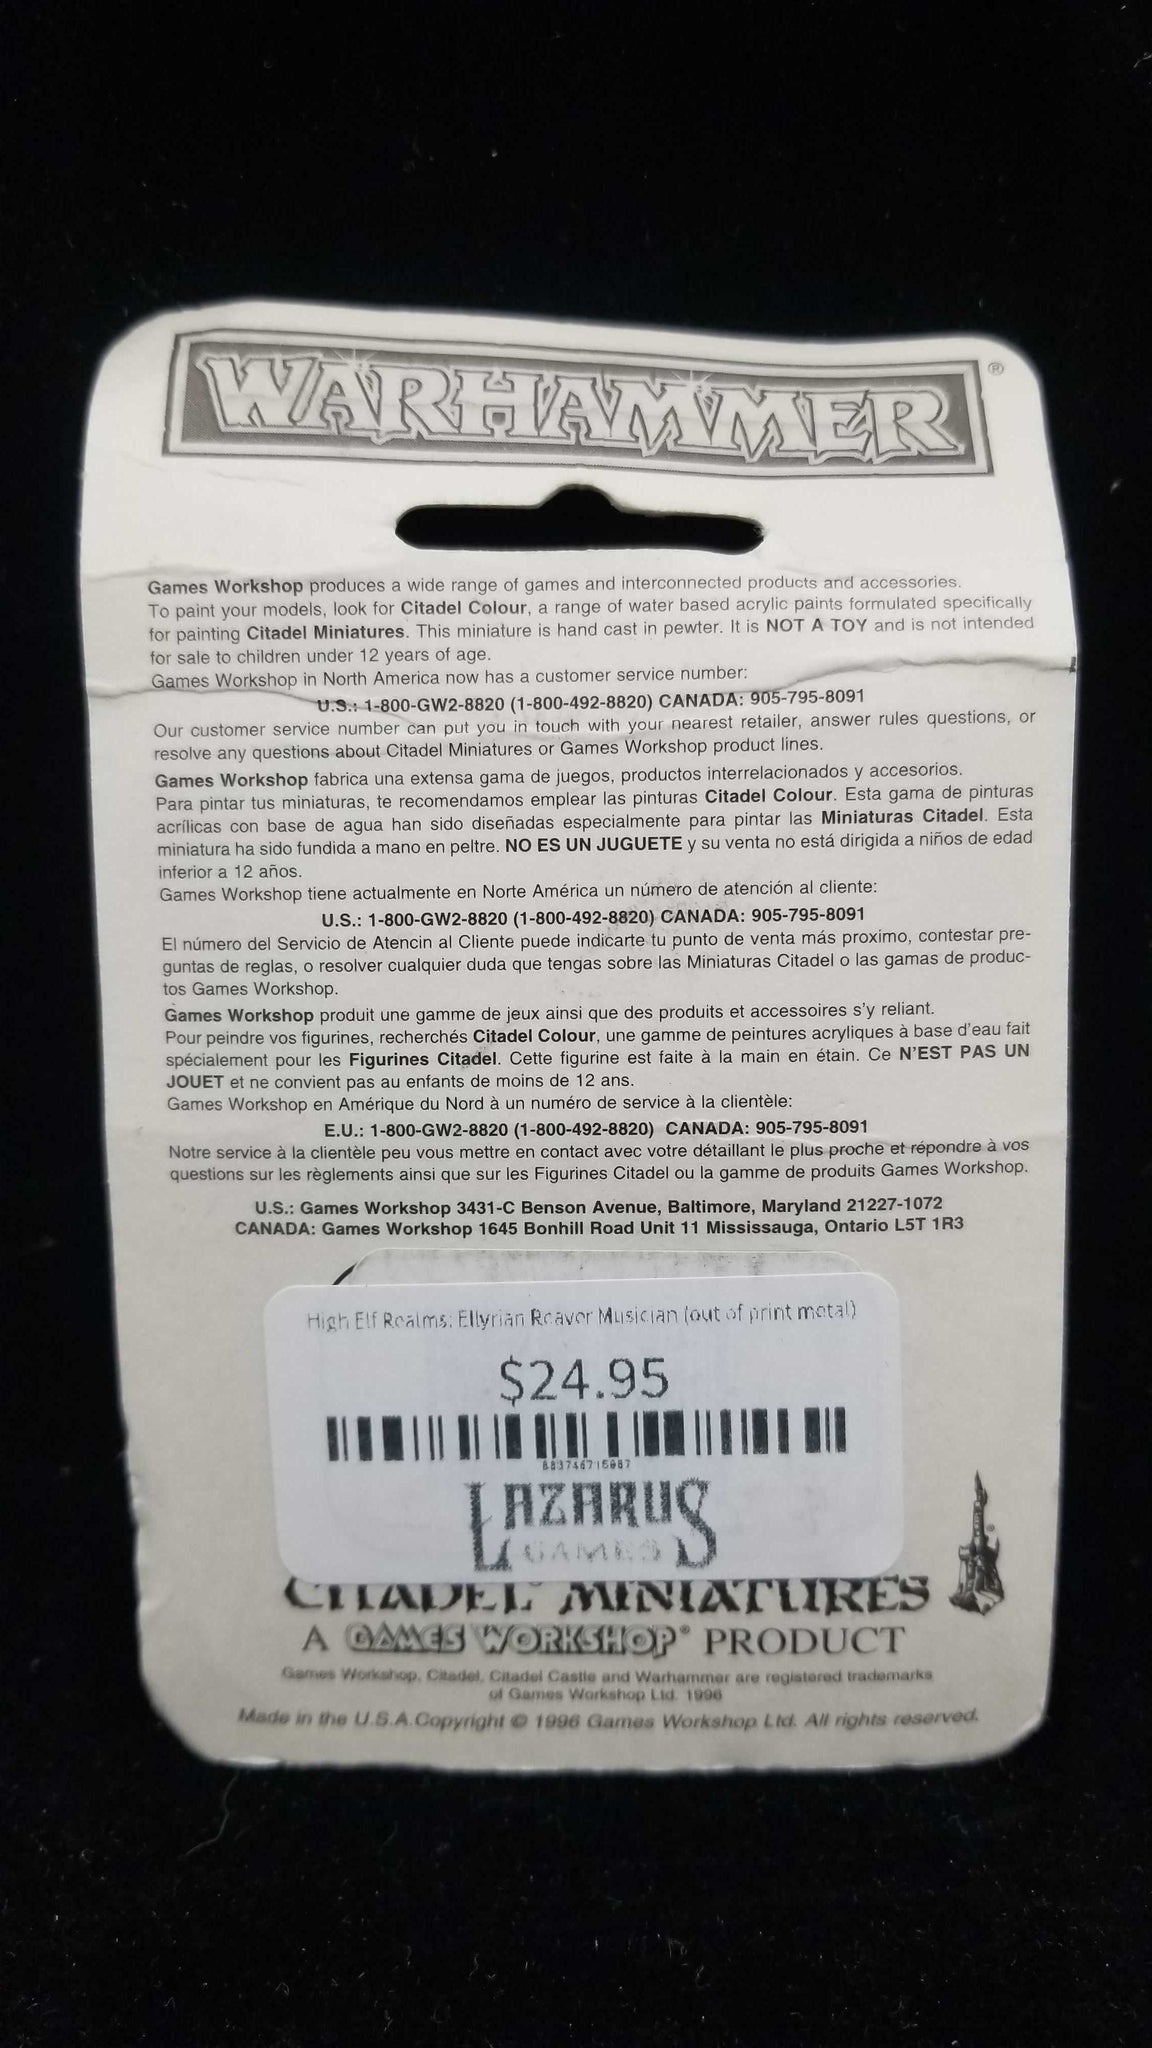 WARHAMMER®
Games Workshop produces a wide range of games and interconnected products and accessories.
To paint your models, look for Citadel Colour, a range of water based acrylic paints formulated specifically
for painting Citadel Miniatures. This miniature is hand cast in pewter. It is NOT A TOY and is not intended
for sale to children under 12 years of age.
Games Workshop in North America now has a customer service number:
U.S.: 1-800-GW2-8820 (1-800-492-8820) CANADA: 905-795-8091
Our customer service number can put you in touch with your nearest retailer, answer rules questions, or
resolve any questions about Citadel Miniatures or Games Workshop product lines.
Games Workshop fabrica una extensa gama de juegos, productos interrelacionados y accesorios.
Para pintar tus miniaturas, te recomendamos emplear las pinturas Citadel Colour. Esta gama de pinturas
acrílicas con base de agua han sido diseñadas especialmente para pintar las Miniaturas Citadel. Esta
miniatura ha sido fundida a mano en peltre. NO ES UN JUGUETE y su venta no está dirigida a niños de edad
inferior a 12 años.
Games Workshop tiene actualmente en Norte América un número de atención al cliente:
U.S.: 1-800-GW2-8820 (1-800-492-8820) CANADA: 905-795-8091
El número del Servicio de Atencin al Cliente puede indicarte tu punto de venta más proximo, contestar pre-
guntas de reglas, o resolver cualquier duda que tengas sobre las Miniaturas Citadel o las gamas de produc-
tos Games Workshop.
Games Workshop produit une gamme de jeux ainsi que des produits et accessoires s'y reliant.
Pour peindre vos figurines, recherchés Citadel Colour, une gamme de peintures acryliques à base d'eau fait
spécialement pour les Figurines Citadel. Cette figurine est faite à la main en étain. Ce N'EST PAS UN
JOUET et ne convient pas au enfants de moins de 12 ans.
Games Workshop en Amérique du Nord à un numéro de service à la clientèle:
E.U.: 1-800-GW2-8820 (1-800-492-8820) CANADA: 905-795-8091
Notre service à la clientèle peu vous mettre en contact avec votre détaillant le plus proche et répondre à vos
questions sur les règlements ainsi que sur les Figurines Citadel ou la gamme de produits Games Workshop.
U.S.: Games Workshop 3431-C Benson Avenue, Baltimore, Maryland 21227-1072
CANADA: Games Workshop 1645 Bonhill Road Unit 11 Mississauga, Ontario L5T 1R3
High Elf Realms: Ellyrian Reaver Musician (out of print metal)
$24.95
883746715987
LAZARUS
GAMES
CITADEL® MINIATURES
A GAMES WORKSHOP® PRODUCT
Games Workshop, Citadel, Citadel Castle and Warhammer are registered trademarks
of Games Workshop Ltd. 1996
Made in the U.S.A. Copyright © 1996 Games Workshop Ltd. All rights reserved.